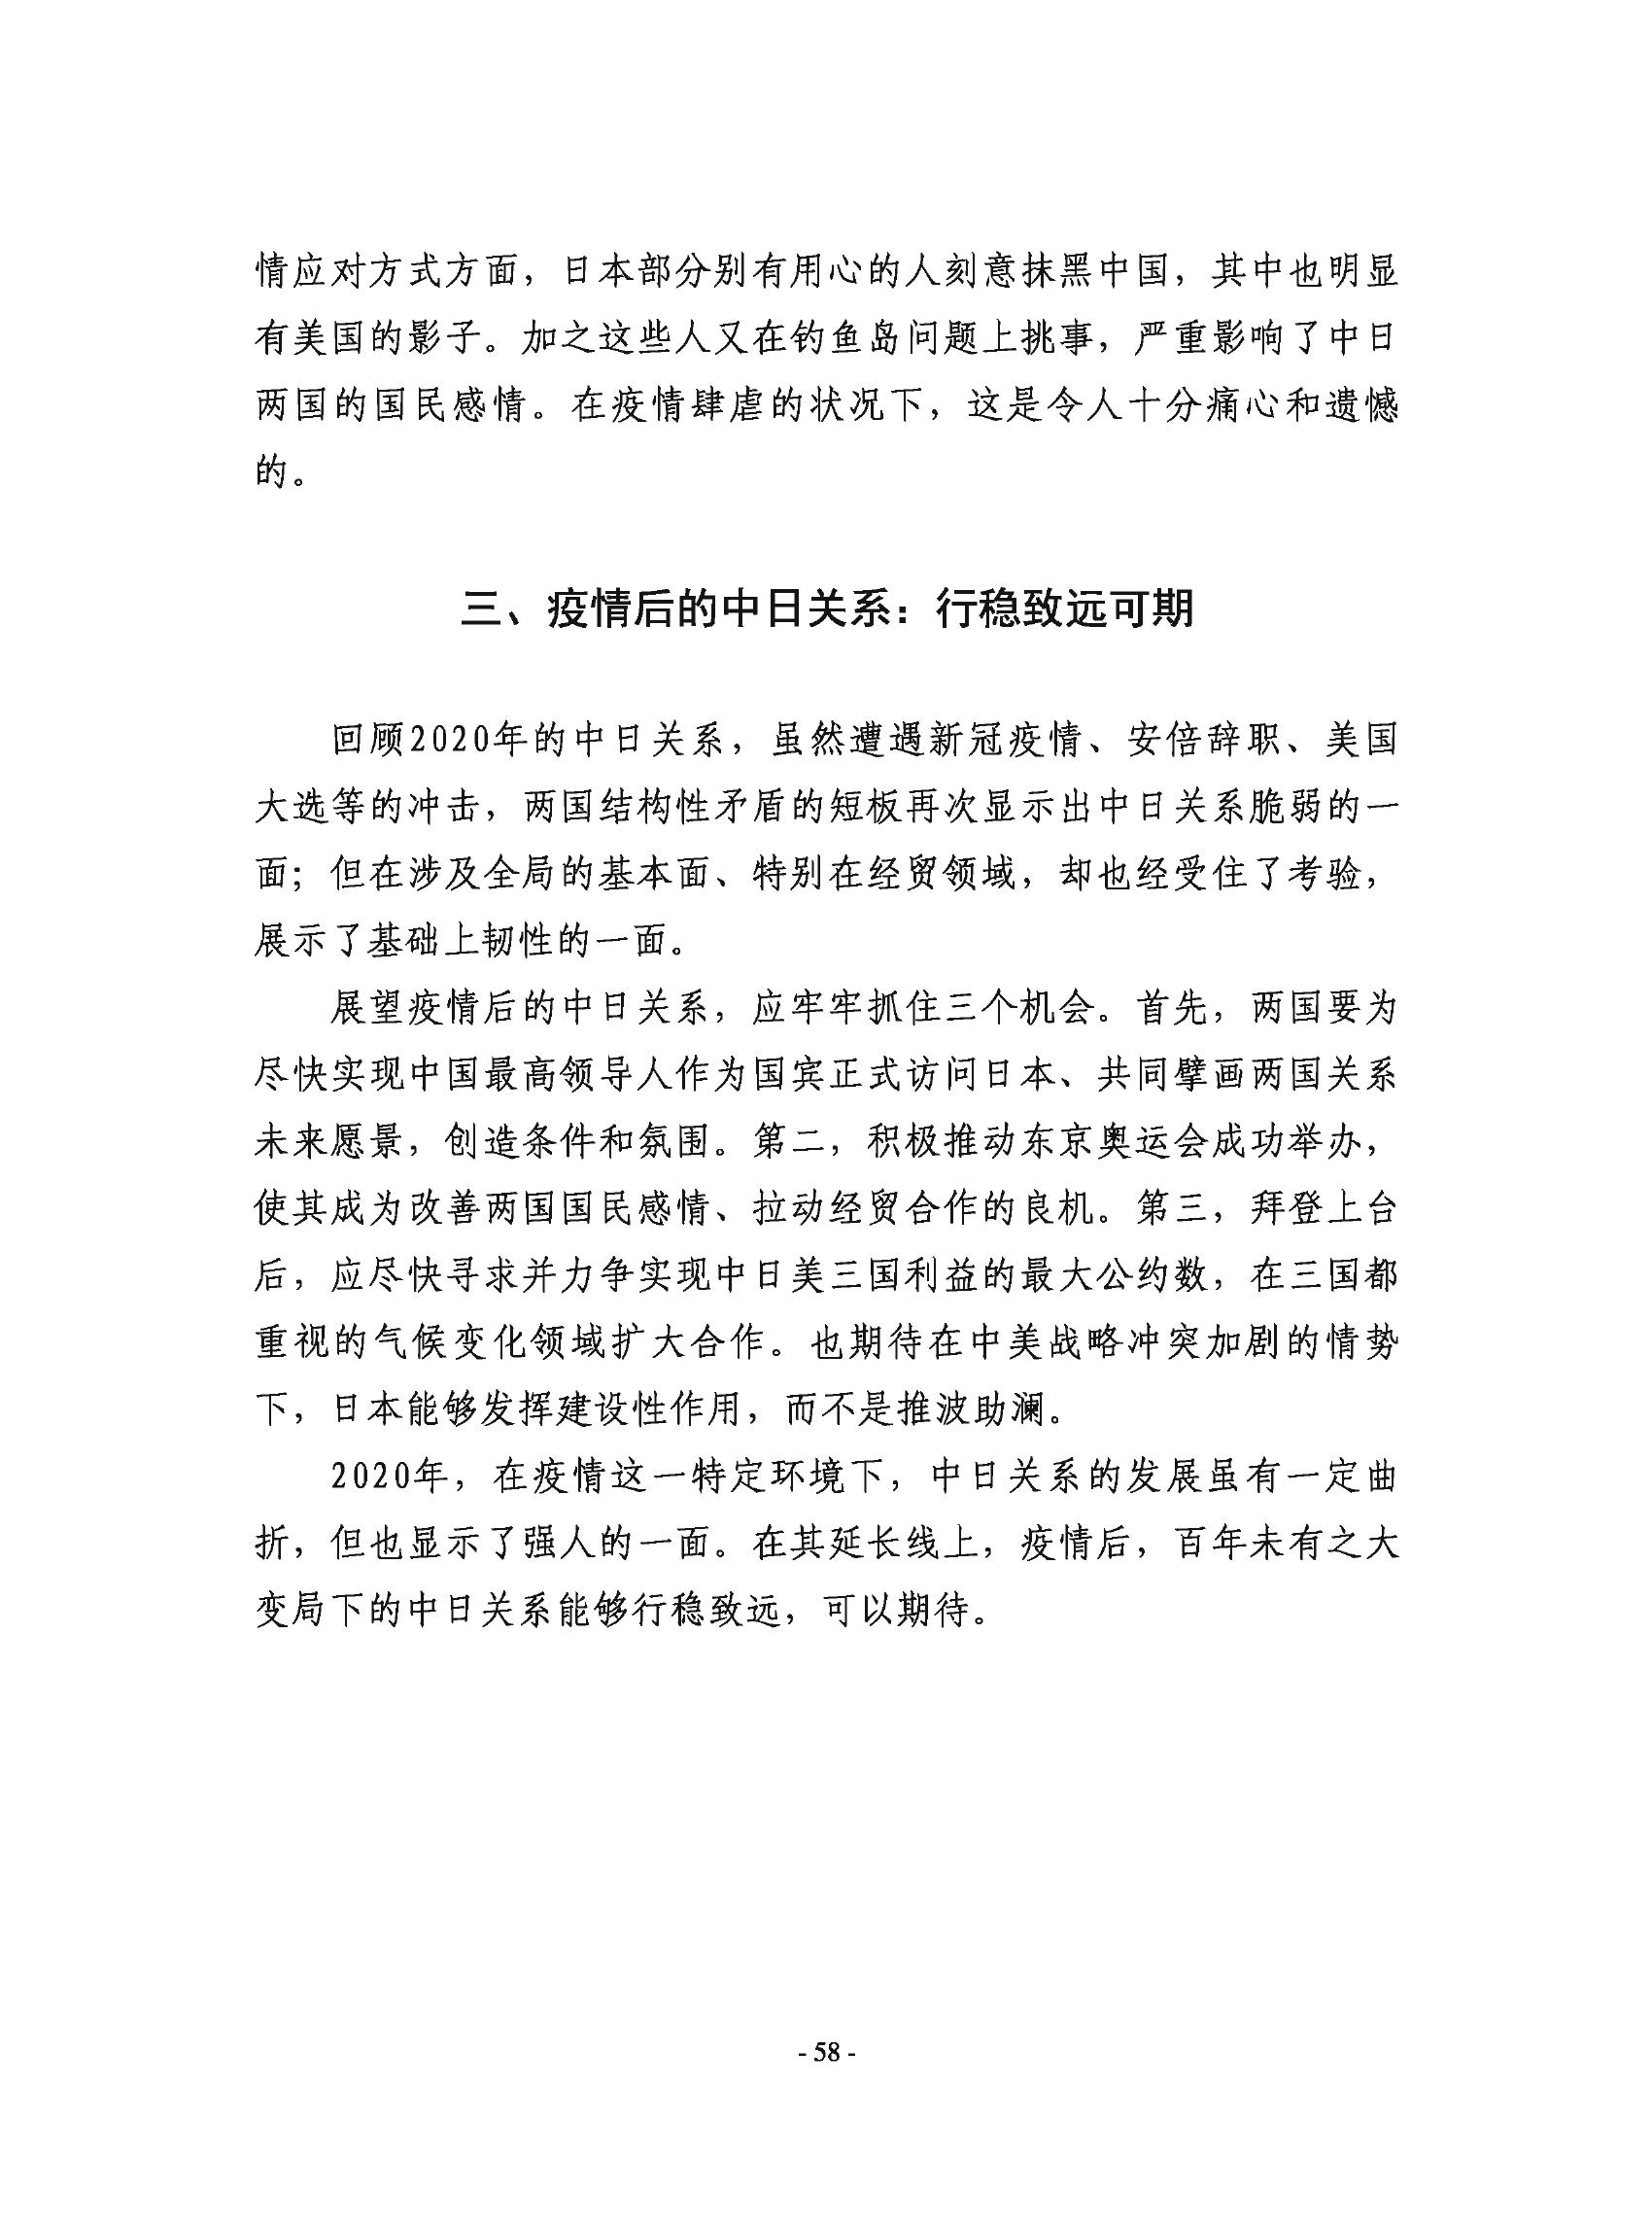 情应对方式方面，日本部分别有用心的人刻意抹黑中国，其中也明显
有美国的影子。加之这些人又在钓鱼岛问题上挑事，严重影响了中日
两国的国民感情。在疫情肆虐的状况下，这是令人十分痛心和遗憾
的。
三、疫情后的中日关系：行稳致远可期
回顾2020年的中日关系，虽然遭遇新冠疫情、安倍辞职、美国
大选等的冲击，两国结构性矛盾的短板再次显示出中日关系脆弱的一
面；但在涉及全局的基本面、特别在经贸领域，却也经受住了考验，
展示了基础上韧性的一面。
展望疫情后的中日关系，应牢牢抓住三个机会。首先，两国要为
尽快实现中国最高领导人作为国宾正式访问日本、共同擘画两国关系
未来愿景，创造条件和氛围。第二，积极推动东京奥运会成功举办，
使其成为改善两国国民感情、拉动经贸合作的良机。第三，拜登上台
后，应尽快寻求并力争实现中日美三国利益的最大公约数，在三国都
重视的气候变化领域扩大合作。也期待在中美战略冲突加剧的情势
下，日本能够发挥建设性作用，而不是推波助澜。
2020年，在疫情这一特定环境下，中日关系的发展虽有一定曲
折，但也显示了强人的一面。在其延长线上，疫情后，百年未有之大
变局下的中日关系能够行稳致远，可以期待。
- 58 -